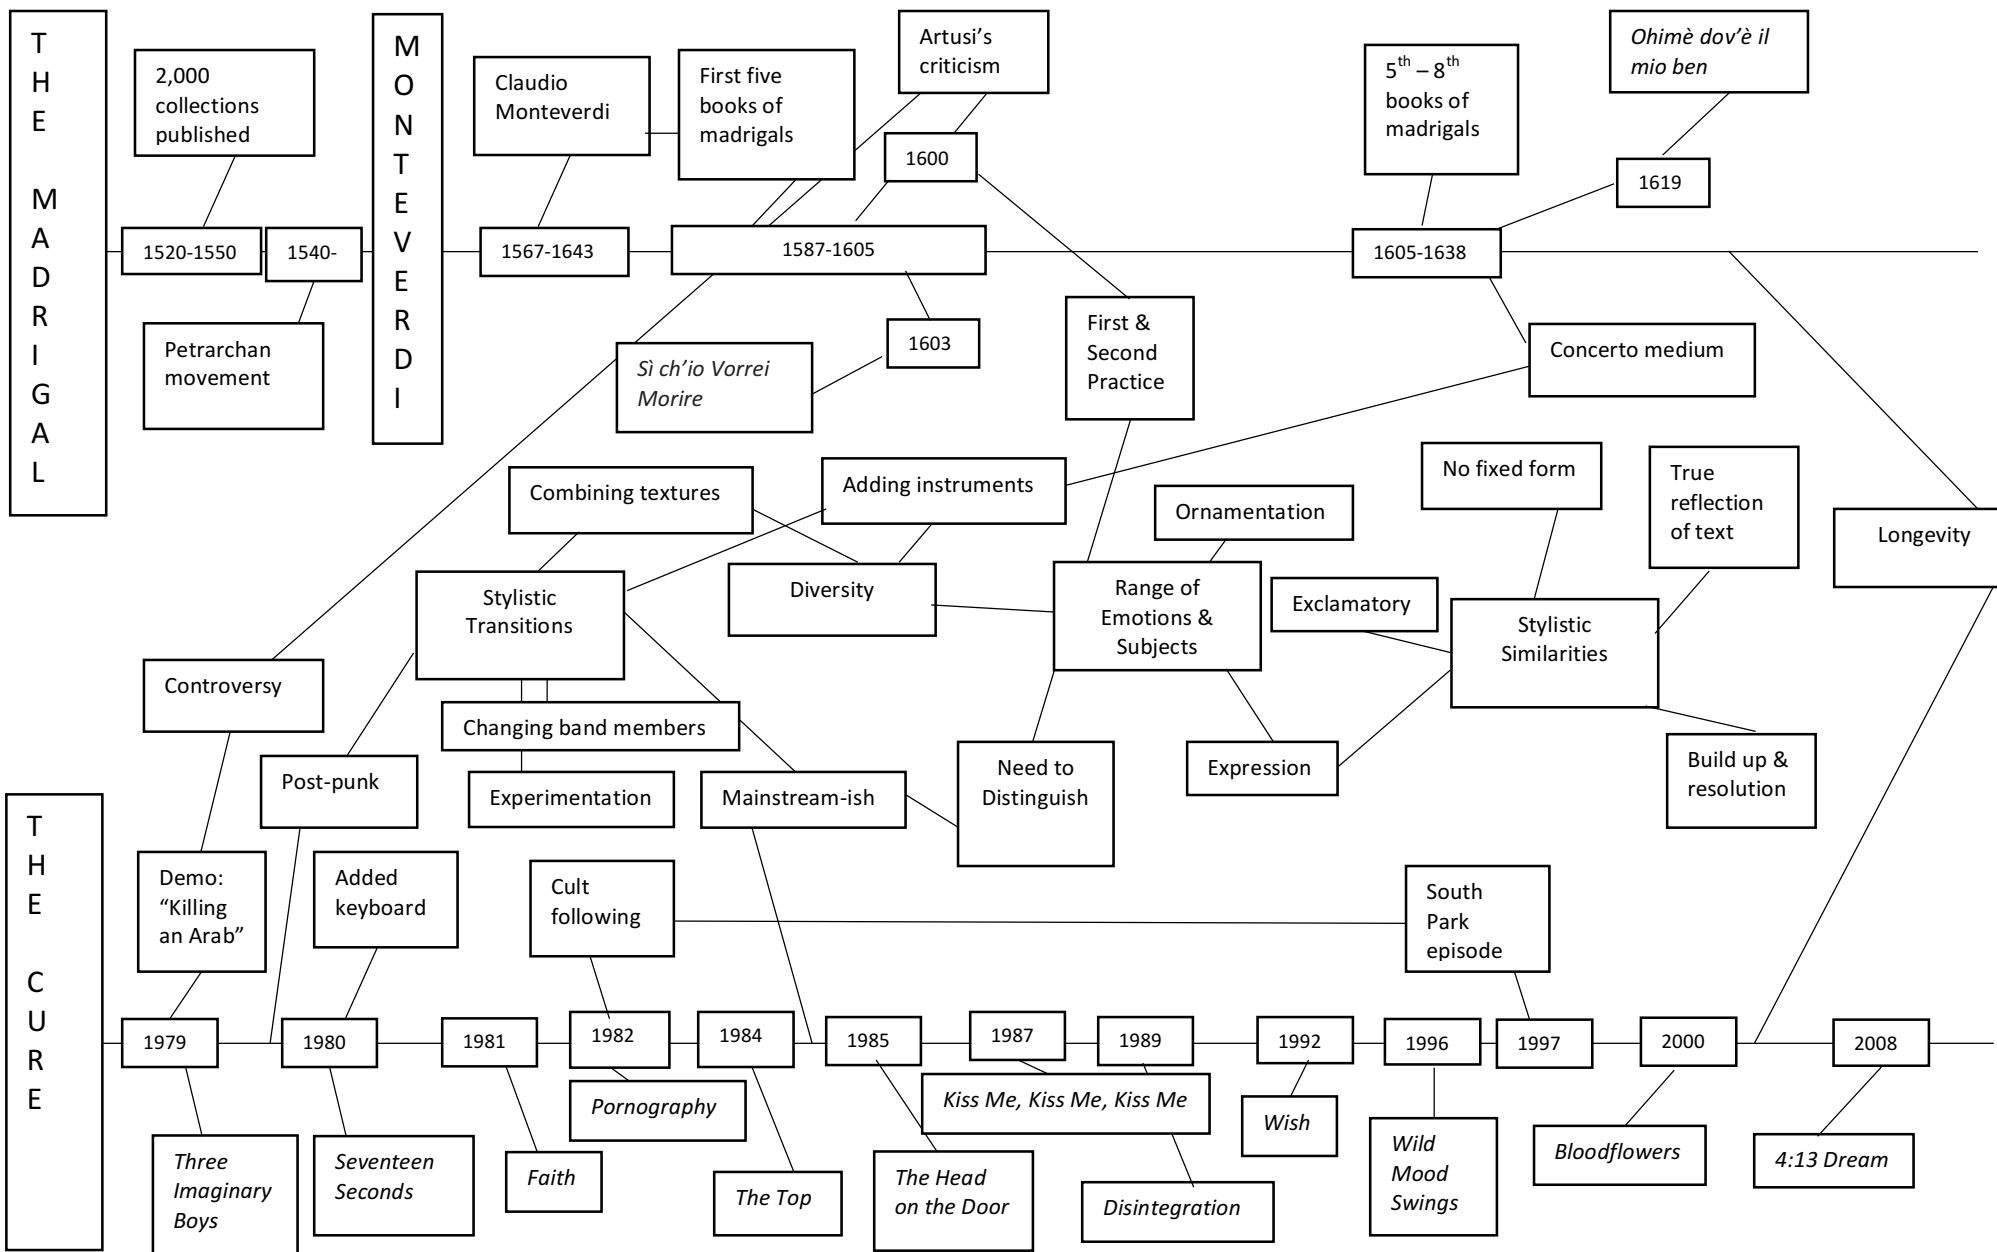 THE MADRIGAL
2,000
collections
published
1520-1550
1540-
Petrarchan
movement
MONTEVERDI
Claudio
Monteverdi
1567-1643
First five
books of
madrigals
Artusi’s
criticism
1600
1587-1605
1603
Sì ch’io Vorrei
Morire
First &
Second
Practice
5th – 8th
books of
madrigals
1605-1638
Ohimè dov’è il
mio ben
1619
Concerto medium
Combining textures
Adding instruments
Ornamentation
No fixed form
True
reflection
of text
Longevity
Stylistic
Transitions
Diversity
Range of
Emotions &
Subjects
Exclamatory
Stylistic
Similarities
Controversy
Changing band members
Post-punk
Experimentation
Mainstream-ish
Need to
Distinguish
Expression
Build up &
resolution
THE CURE
Demo:
“Killing
an Arab”
Added
keyboard
Cult
following
South
Park
episode
1979
1980
1981
1982
1984
1985
1987
1989
1992
1996
1997
2000
2008
Three
Imaginary
Boys
Seventeen
Seconds
Faith
Pornography
The Top
The Head
on the Door
Kiss Me, Kiss Me, Kiss Me
Disintegration
Wish
Wild
Mood
Swings
Bloodflowers
4:13 Dream